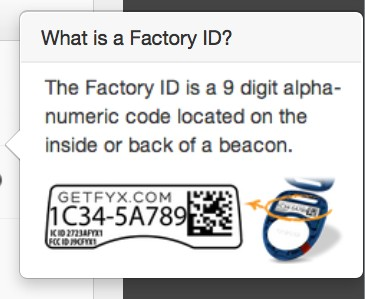 What is a Factory ID?
The Factory ID is a 9 digit alpha-
numeric code located on the
inside or back of a beacon.
GETFYX.COM
1C34-5A789
IC ID 2723AFYX1
FCC ID J9CFYX1